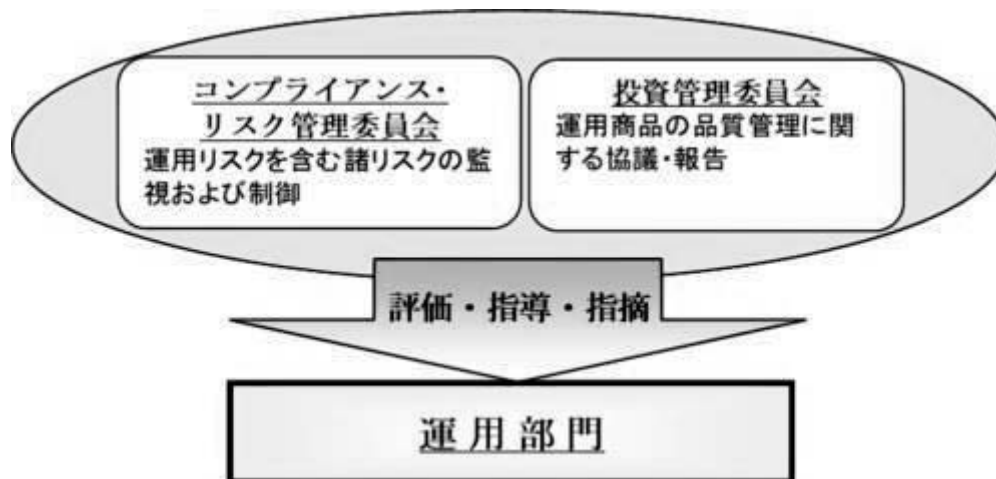 コンプライアンス・
リスク管理委員会
運用リスクを含む諸リスクの監
視および制御
投資管理委員会
運用商品の品質管理に関
する協議・報告
評価・指導・指摘
運用部門